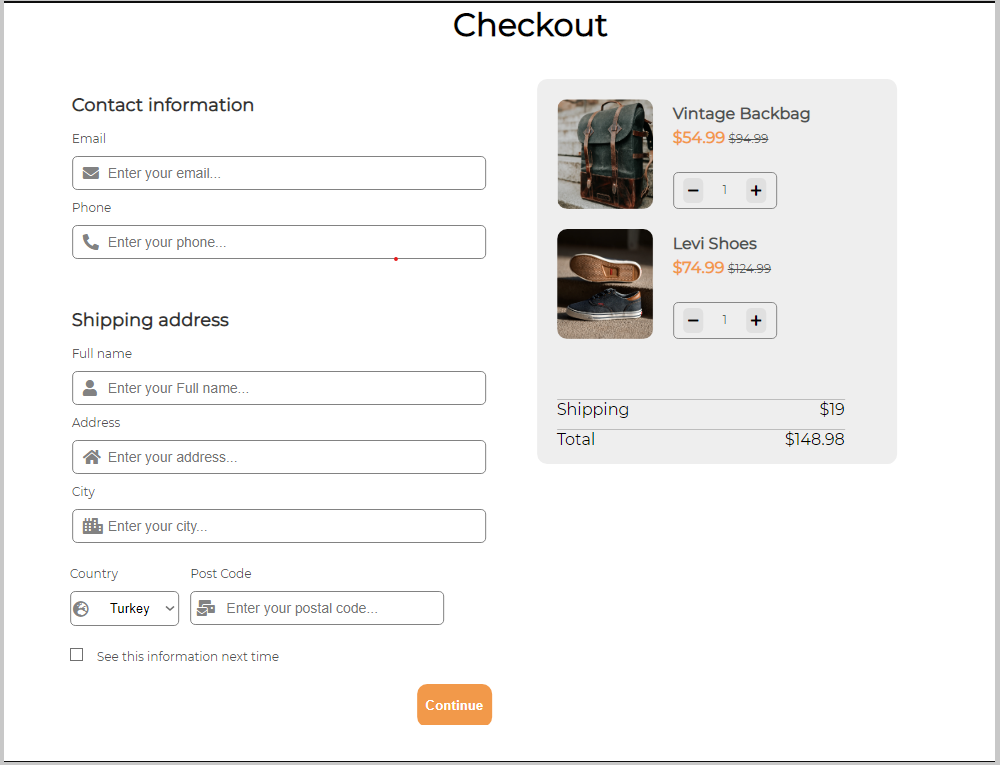 Checkout
Contact information
Email
Enter your email...
Phone
Enter your phone...
Shipping address
Full name
Enter your Full name...
Address
Enter your address...
City
Enter your city...
Country
Post Code
Turkey
Enter your postal code...
See this information next time
Continue
Vintage Backbag
$54.99 $94.99
1
Levi Shoes
$74.99 $124.99
1
Shipping $19
Total $148.98